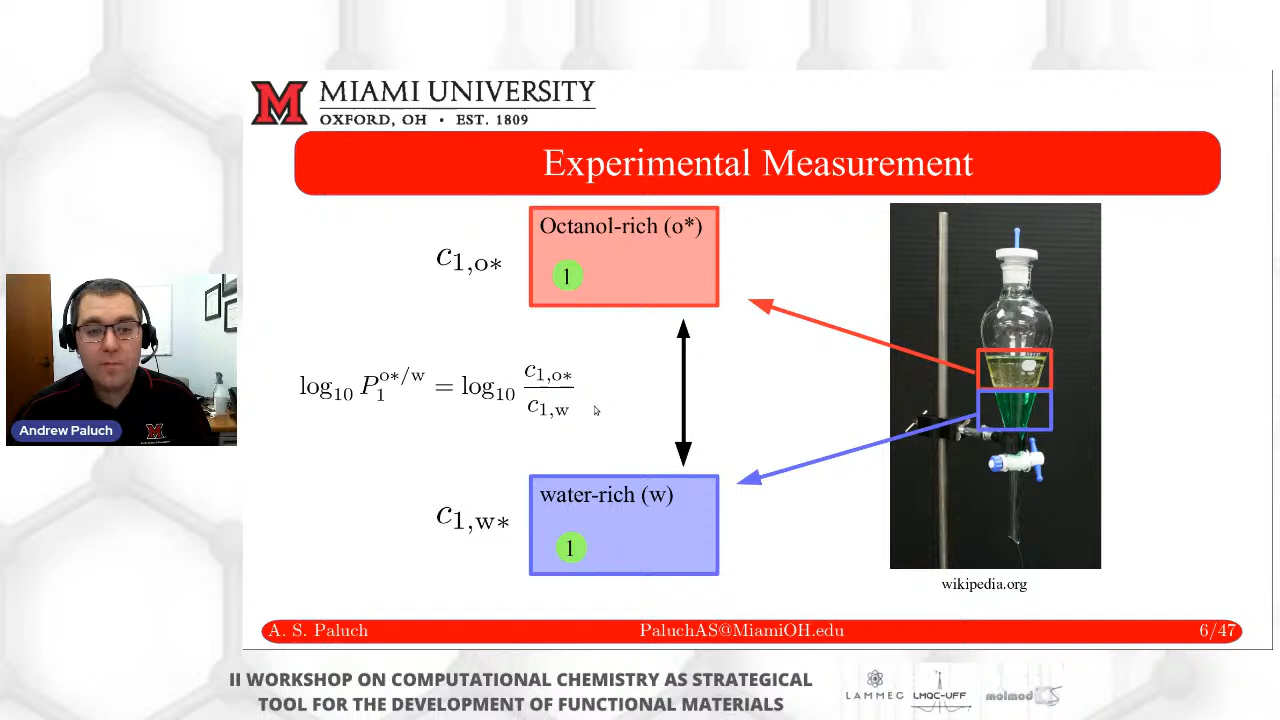 MIAMI UNIVERSITY
OXFORD, OH • EST. 1809
Experimental Measurement
c1,o*
Octanol-rich (o*)
1
log10 P1^o*/w = log10 c1,o* / c1,w
c1,w*
water-rich (w)
1
wikipedia.org
Andrew Paluch
A. S. Paluch PaluchAS@MiamiOH.edu 6/47
II WORKSHOP ON COMPUTATIONAL CHEMISTRY AS STRATEGICAL
TOOL FOR THE DEVELOPMENT OF FUNCTIONAL MATERIALS
LAMMEC LMQC-UFF molmod CS